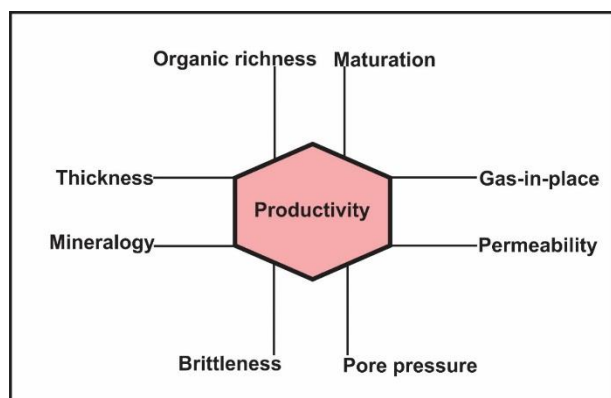 Organic richness
Maturation
Thickness
Gas-in-place
Productivity
Mineralogy
Permeability
Brittleness
Pore pressure